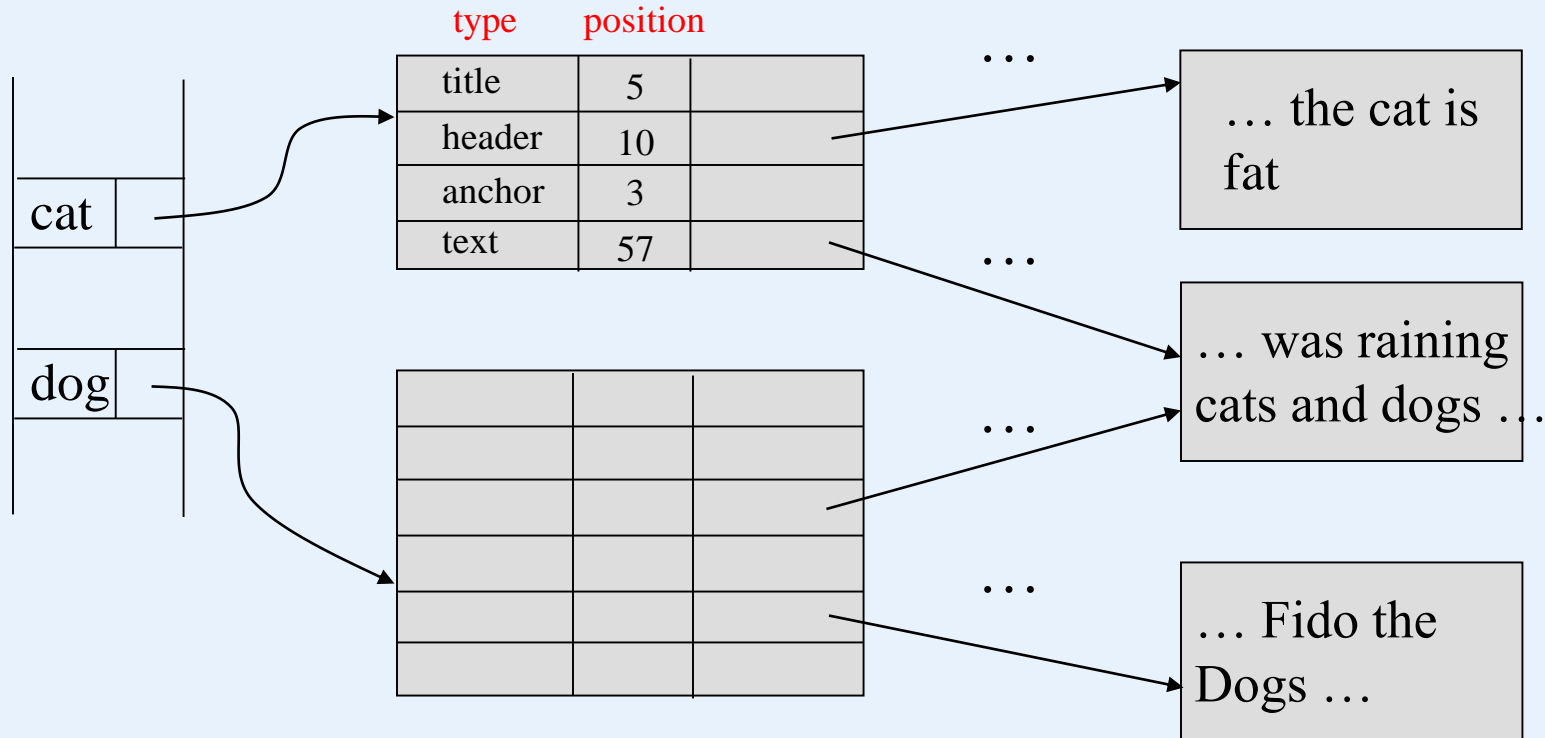 type position
…
title 5
header 10
anchor 3
text 57
… the cat is
fat
cat
…
… was raining
cats and dogs …
dog
…
…
… Fido the
Dogs …